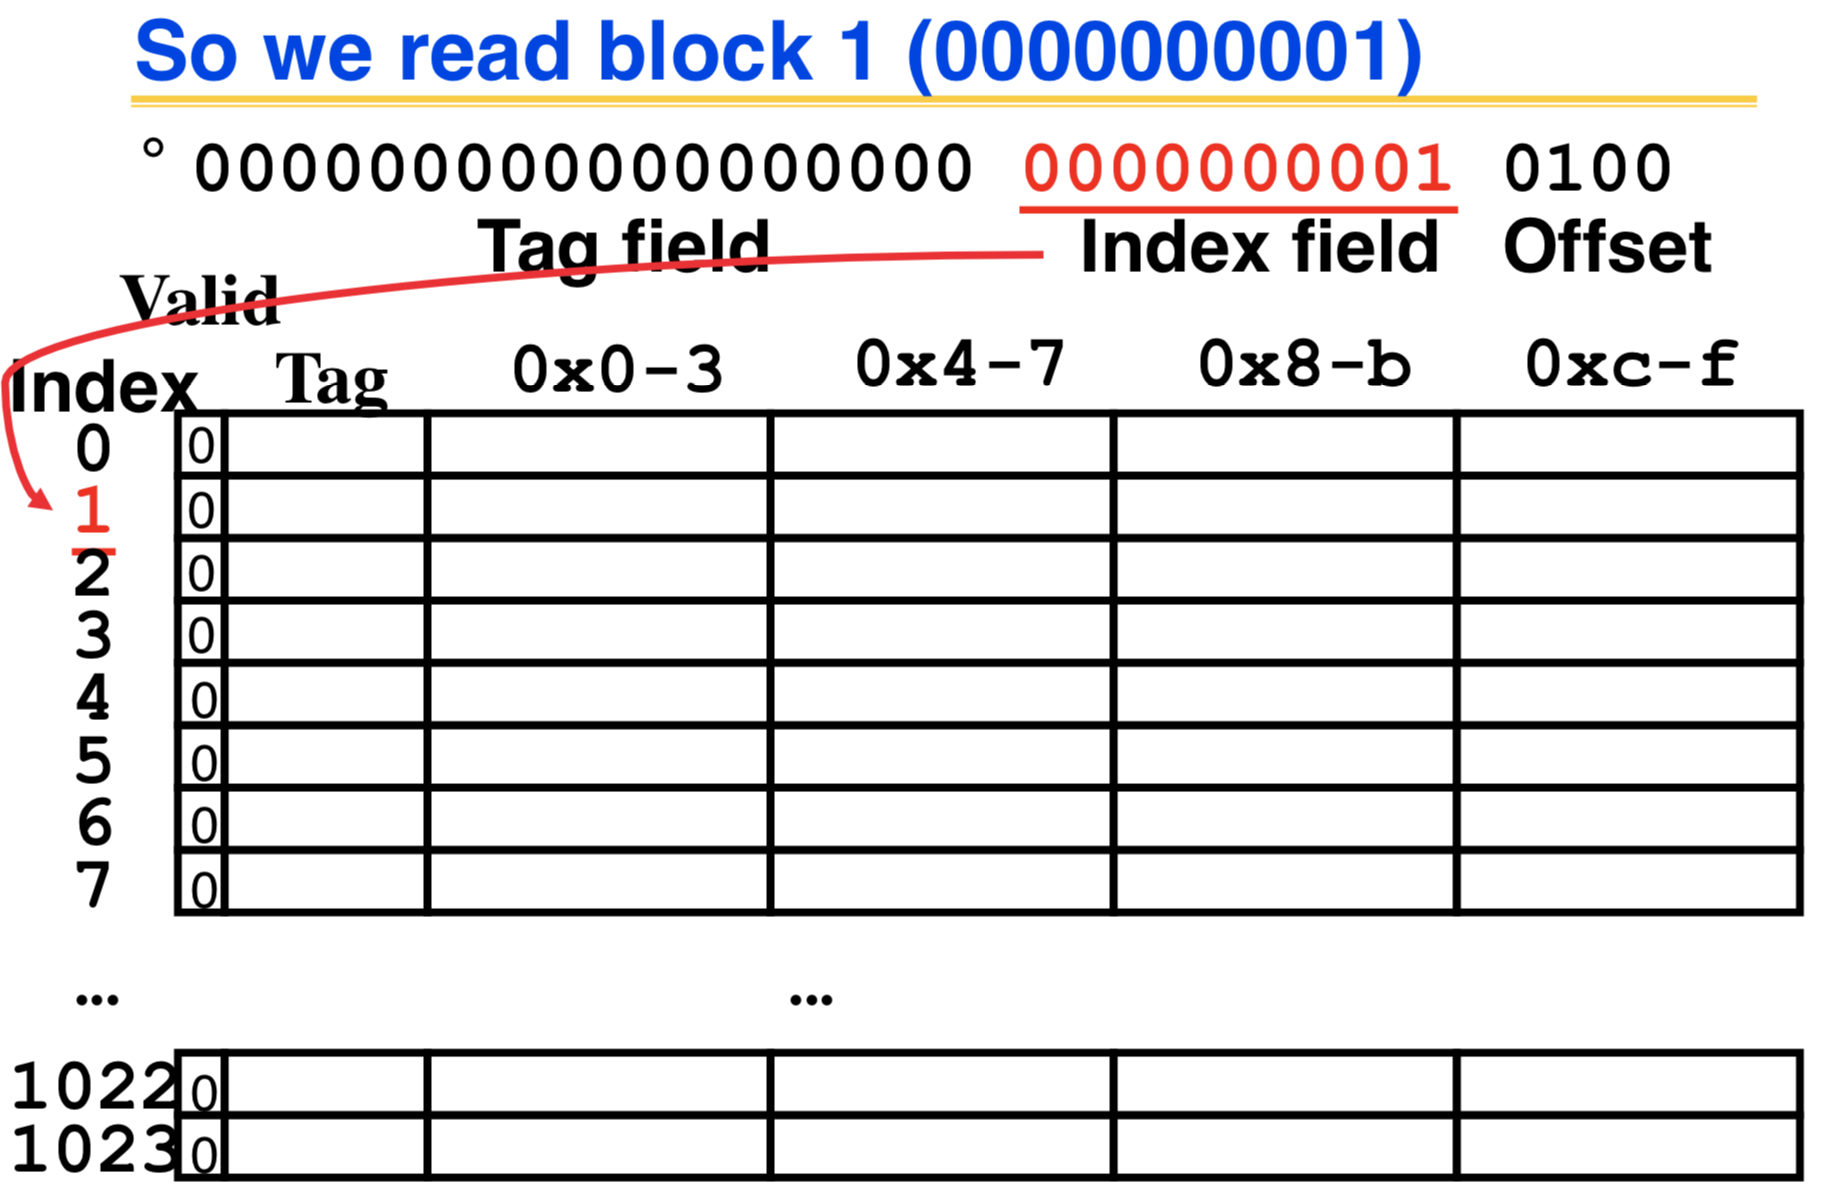 So we read block 1 (0000000001)
° 000000000000000000 0000000001 0100
Tag field Index field Offset
Valid
Index Tag 0x0-3 0x4-7 0x8-b 0xc-f
0 0
1 0
2 0
3 0
4 0
5 0
6 0
7 0
... ...
1022 0
1023 0